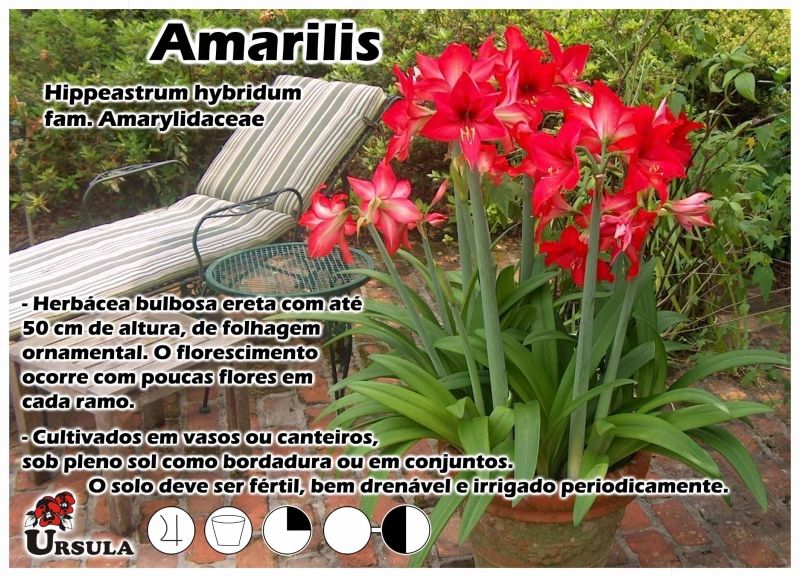 Amarilis
Hippeastrum hybridum
fam. Amarylidaceae
- Herbácea bulbosa ereta com até
50 cm de altura, de folhagem
ornamental. O florescimento
ocorre com poucas flores em
cada ramo.
- Cultivados em vasos ou canteiros,
sob pleno sol como bordadura ou em conjuntos.
O solo deve ser fértil, bem drenável e irrigado periodicamente.
URSULA